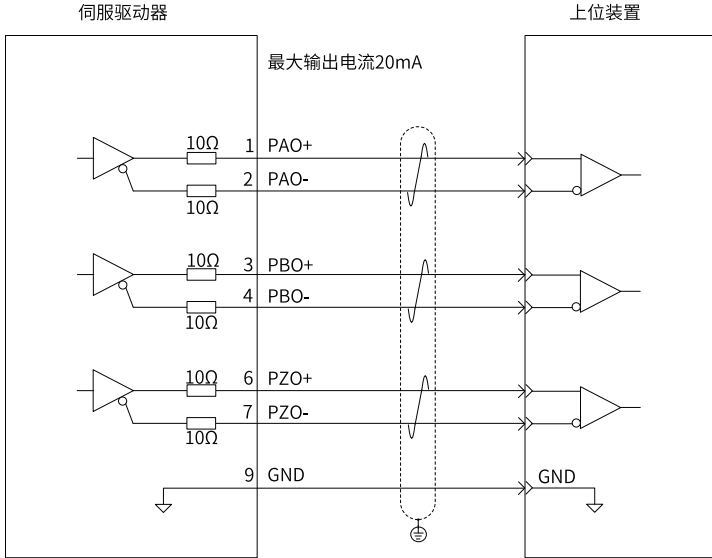 伺服驱动器
上位装置
最大输出电流20mA
10Ω
1 PAO+
2 PAO-
10Ω
10Ω
3 PBO+
4 PBO-
10Ω
10Ω
6 PZO+
7 PZO-
10Ω
9 GND
GND